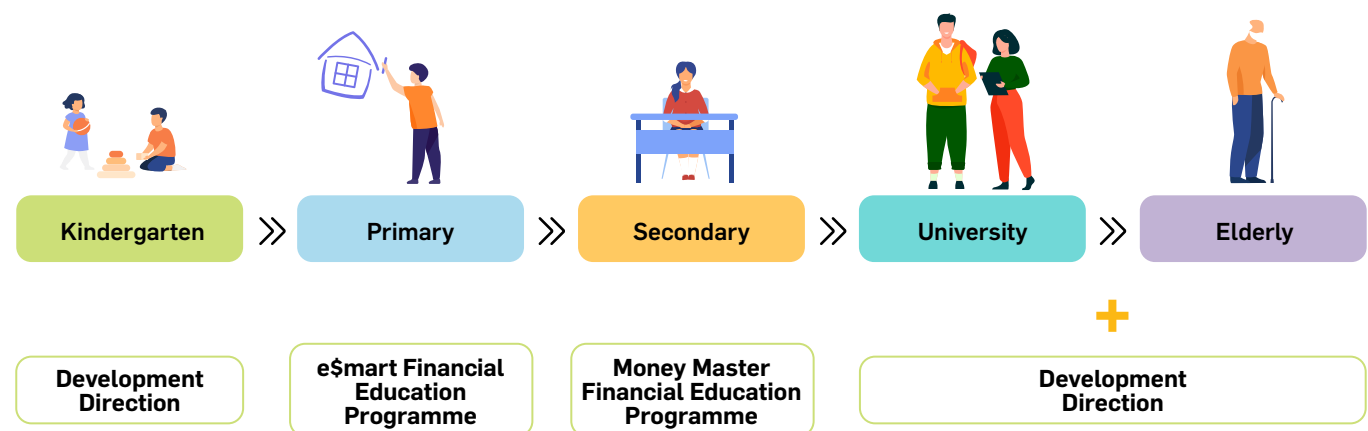 Kindergarten
Primary
Secondary
University
Elderly
Development
Direction
e$mart Financial
Education
Programme
Money Master
Financial Education
Programme
+
Development
Direction